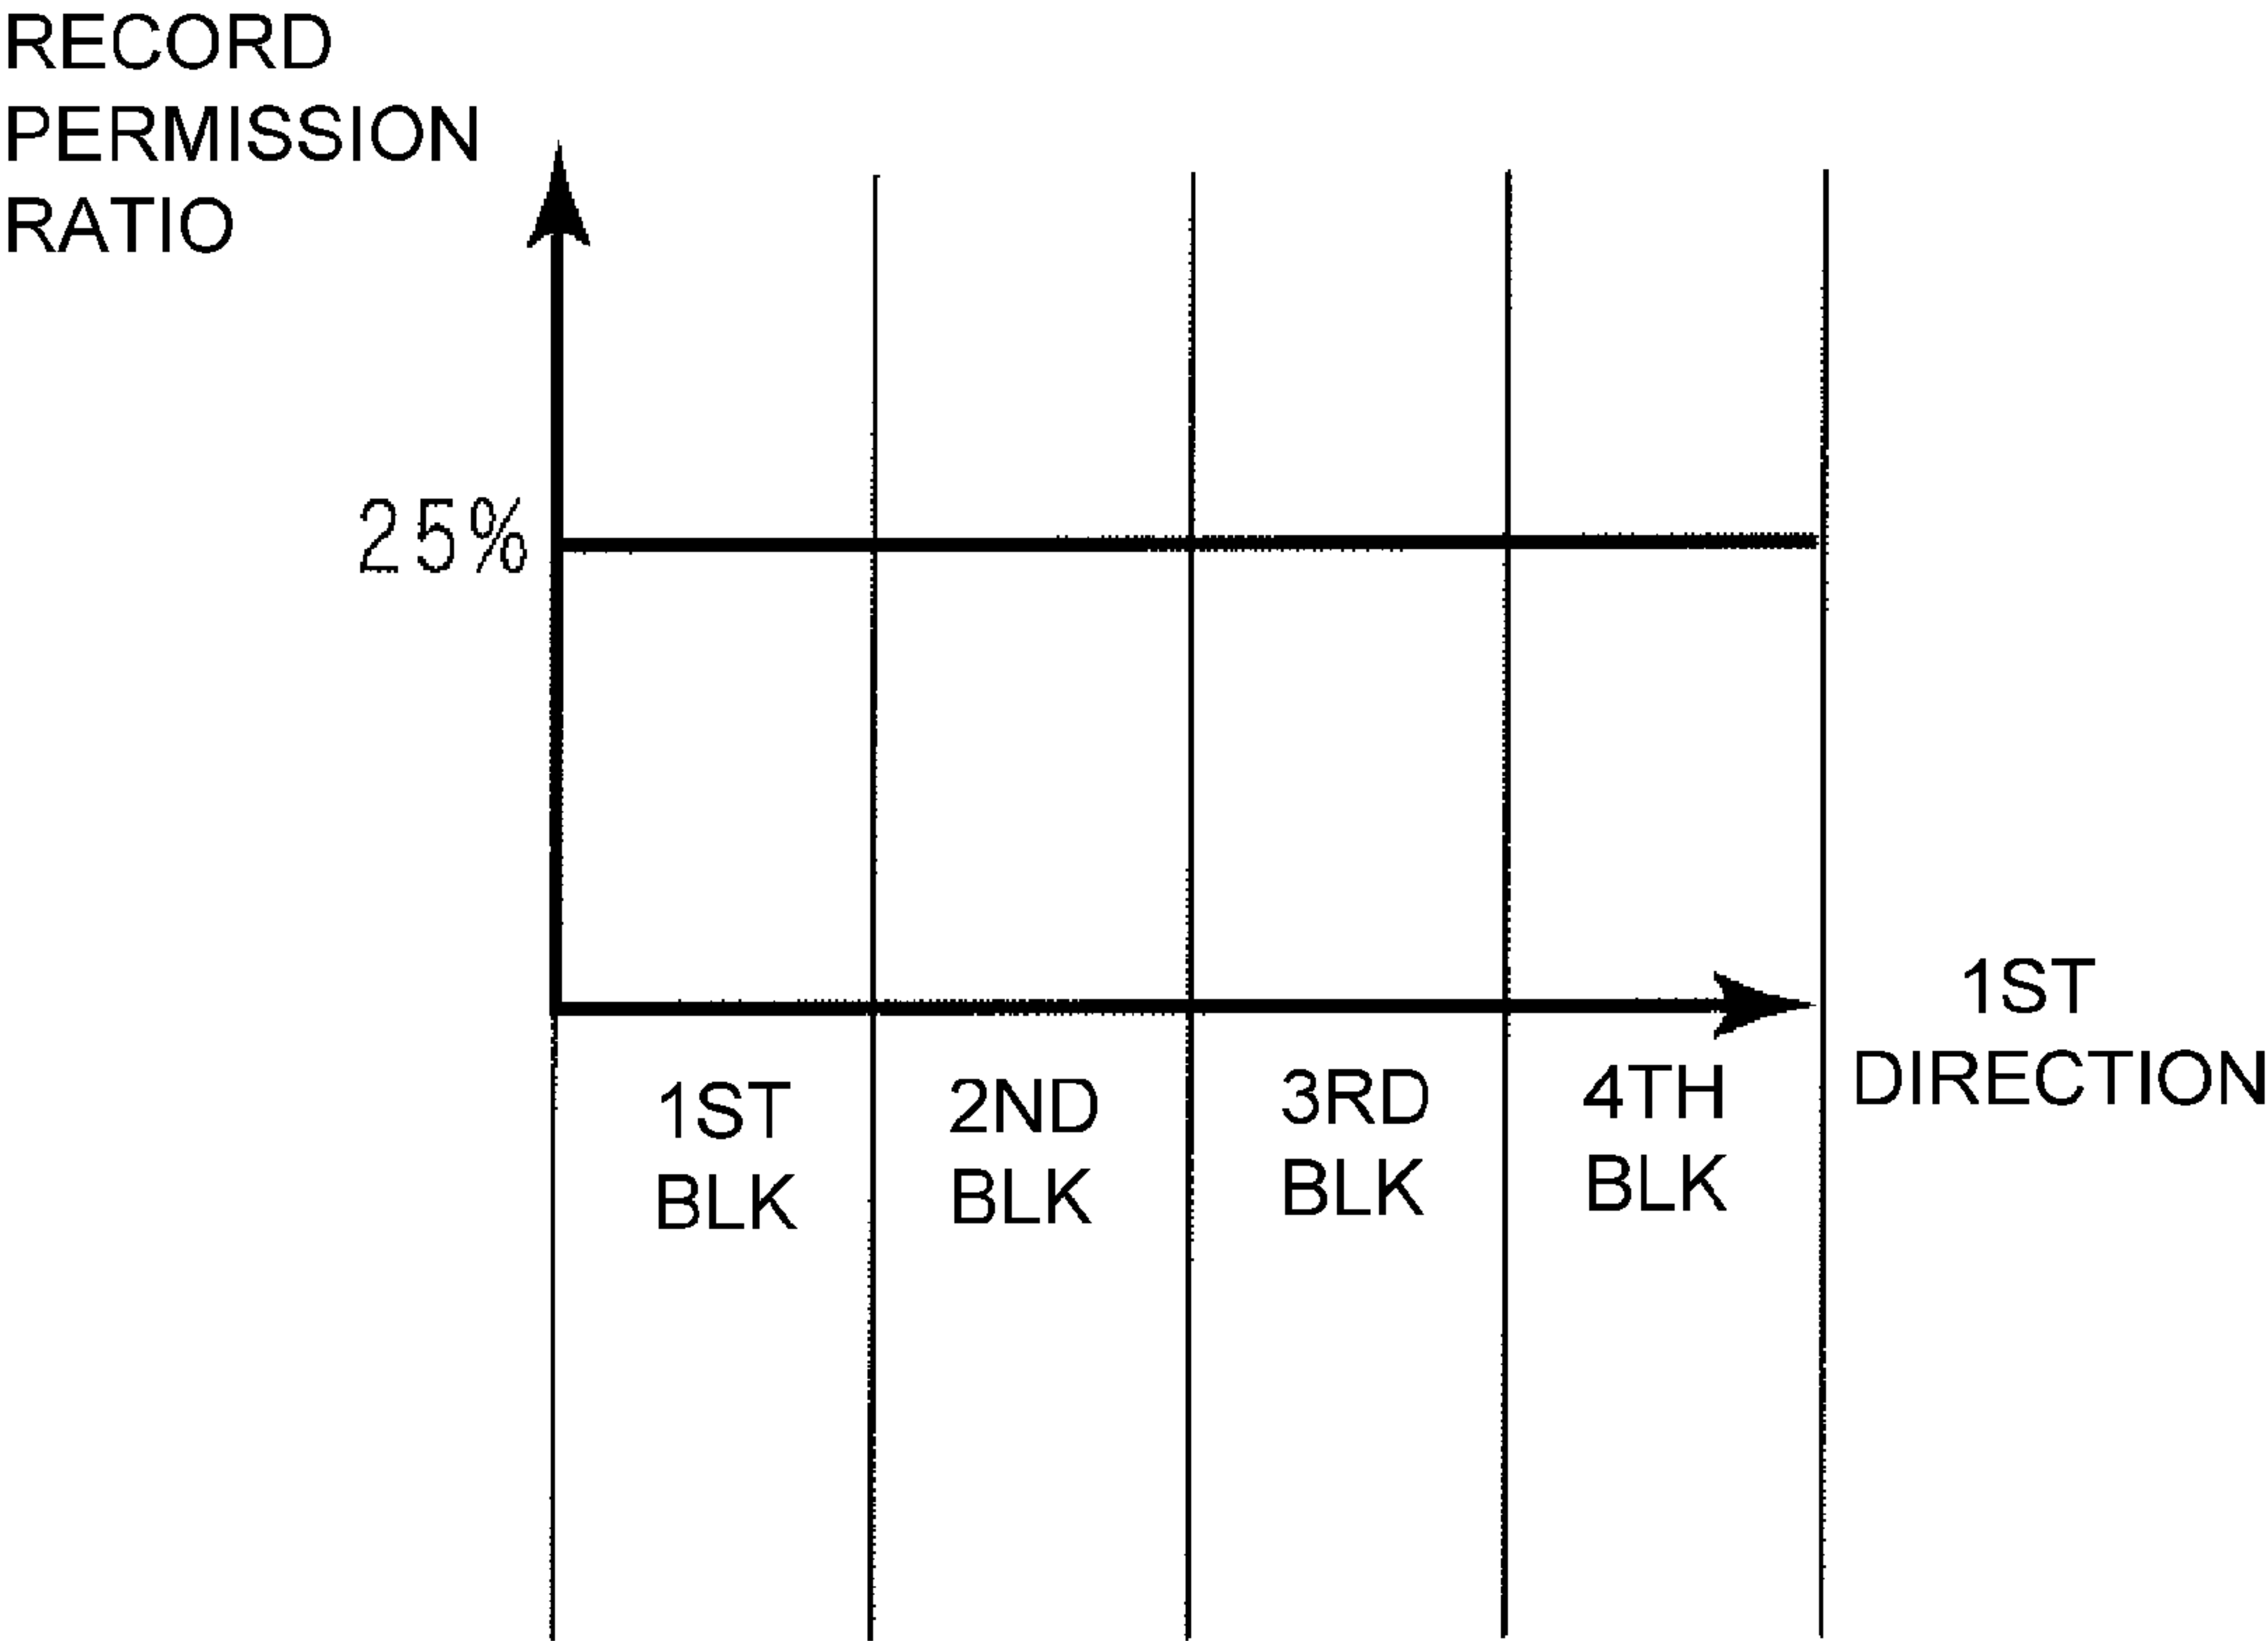 RECORD
PERMISSION
RATIO
25%
1ST
DIRECTION
1ST
BLK
2ND
BLK
3RD
BLK
4TH
BLK